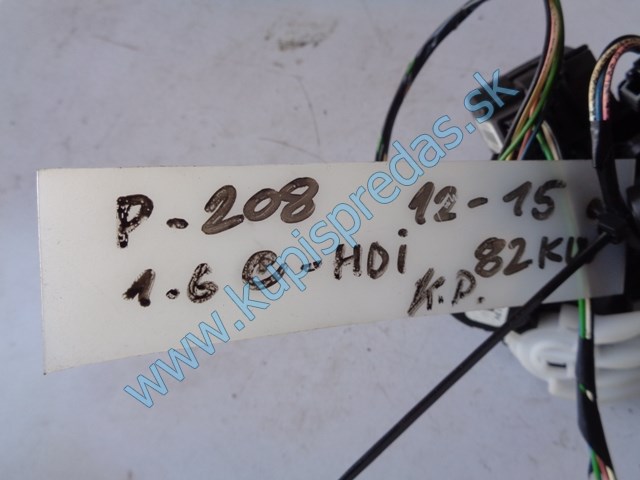 P-208 12-15
1.6 e-HDi 82KW
K.D.
www.kupispredas.sk